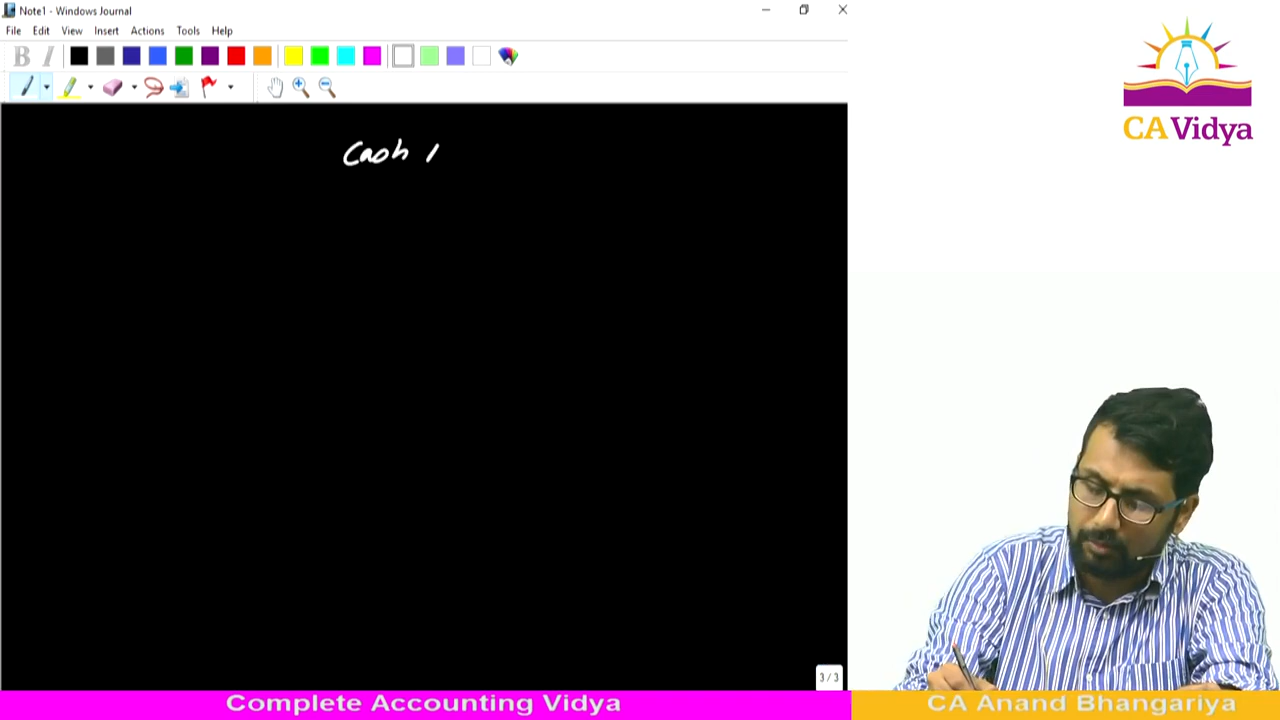 Note1 - Windows Journal
File Edit View Insert Actions Tools Help
B I
Cash
3 / 3
CA Vidya
Complete Accounting Vidya
CA Anand Bhangariya